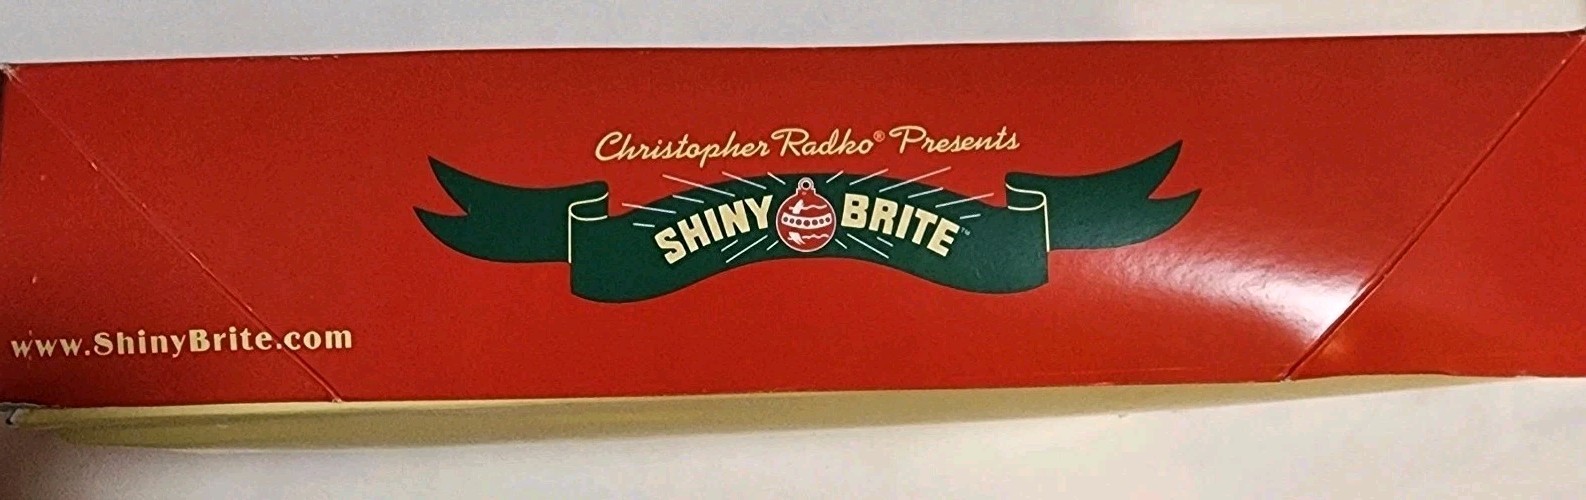 Christopher Radko® Presents
SHINY BRITE™
www.ShinyBrite.com